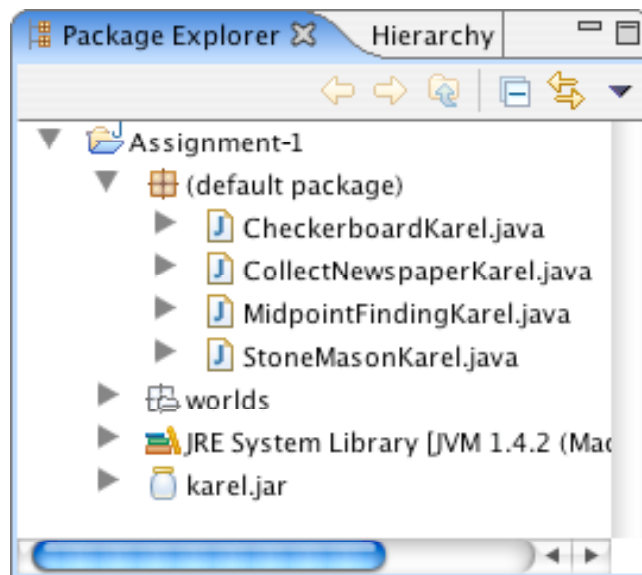 Package Explorer Hierarchy
Assignment-1
(default package)
J CheckerboardKarel.java
J CollectNewspaperKarel.java
J MidpointFindingKarel.java
J StoneMasonKarel.java
worlds
JRE System Library [JVM 1.4.2 (Mac
karel.jar